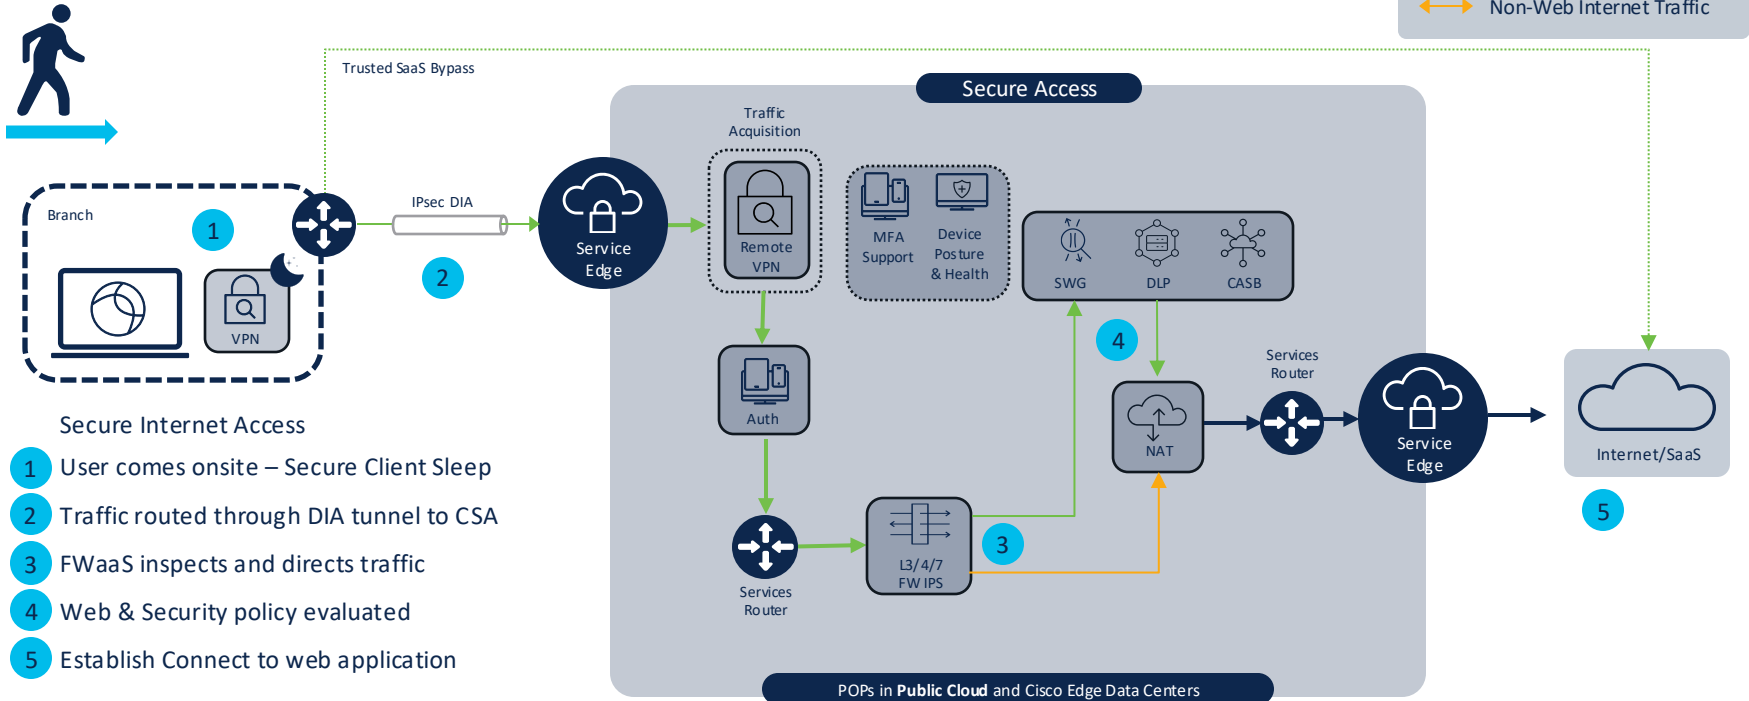 Non-Web Internet Traffic
Trusted SaaS Bypass
Secure Access
Traffic
Acquisition
Branch
1
IPsec DIA
2
Service
Edge
Remote
VPN
MFA
Support
Device
Posture
& Health
SWG
DLP
CASB
VPN
4
Auth
Services
Router
NAT
Service
Edge
Internet/SaaS
5
3
L3/4/7
FW IPS
Services
Router
Secure Internet Access
1 User comes onsite – Secure Client Sleep
2 Traffic routed through DIA tunnel to CSA
3 FWaaS inspects and directs traffic
4 Web & Security policy evaluated
5 Establish Connect to web application
POPs in Public Cloud and Cisco Edge Data Centers